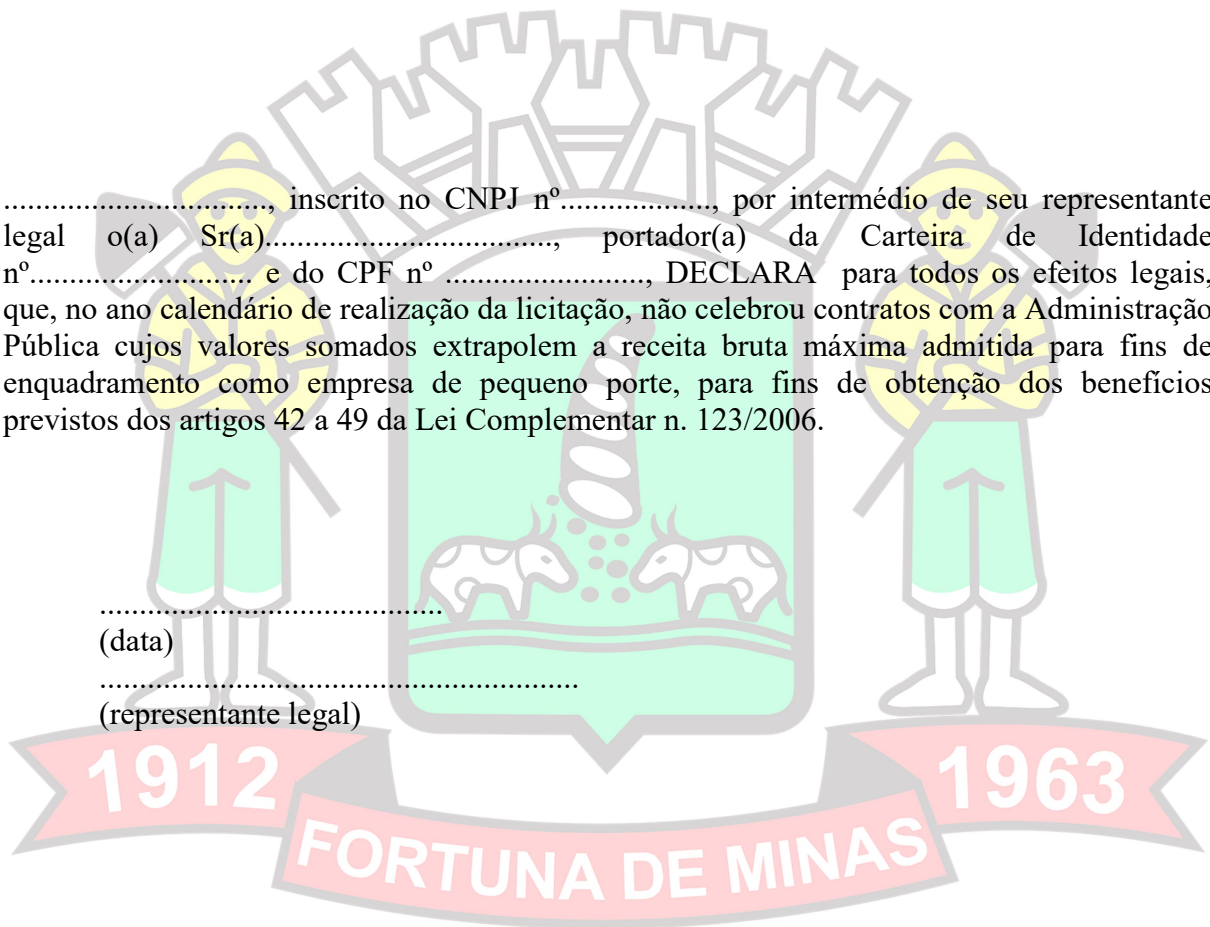 ................................., inscrito no CNPJ nº..................., por intermédio de seu representante
legal o(a) Sr(a)...................................., portador(a) da Carteira de Identidade
nº............................ e do CPF nº ........................., DECLARA para todos os efeitos legais,
que, no ano calendário de realização da licitação, não celebrou contratos com a Administração
Pública cujos valores somados extrapolem a receita bruta máxima admitida para fins de
enquadramento como empresa de pequeno porte, para fins de obtenção dos benefícios
previstos dos artigos 42 a 49 da Lei Complementar n. 123/2006.
..........................................
(data)
...........................................................
(representante legal)
1912 1963
FORTUNA DE MINAS